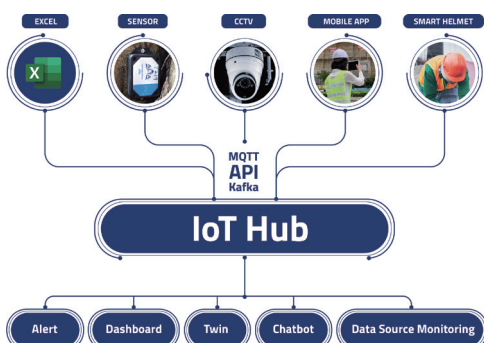 EXCEL
SENSOR
CCTV
MOBILE APP
SMART HELMET
X
MQTT
API
Kafka
IoT Hub
Alert
Dashboard
Twin
Chatbot
Data Source Monitoring